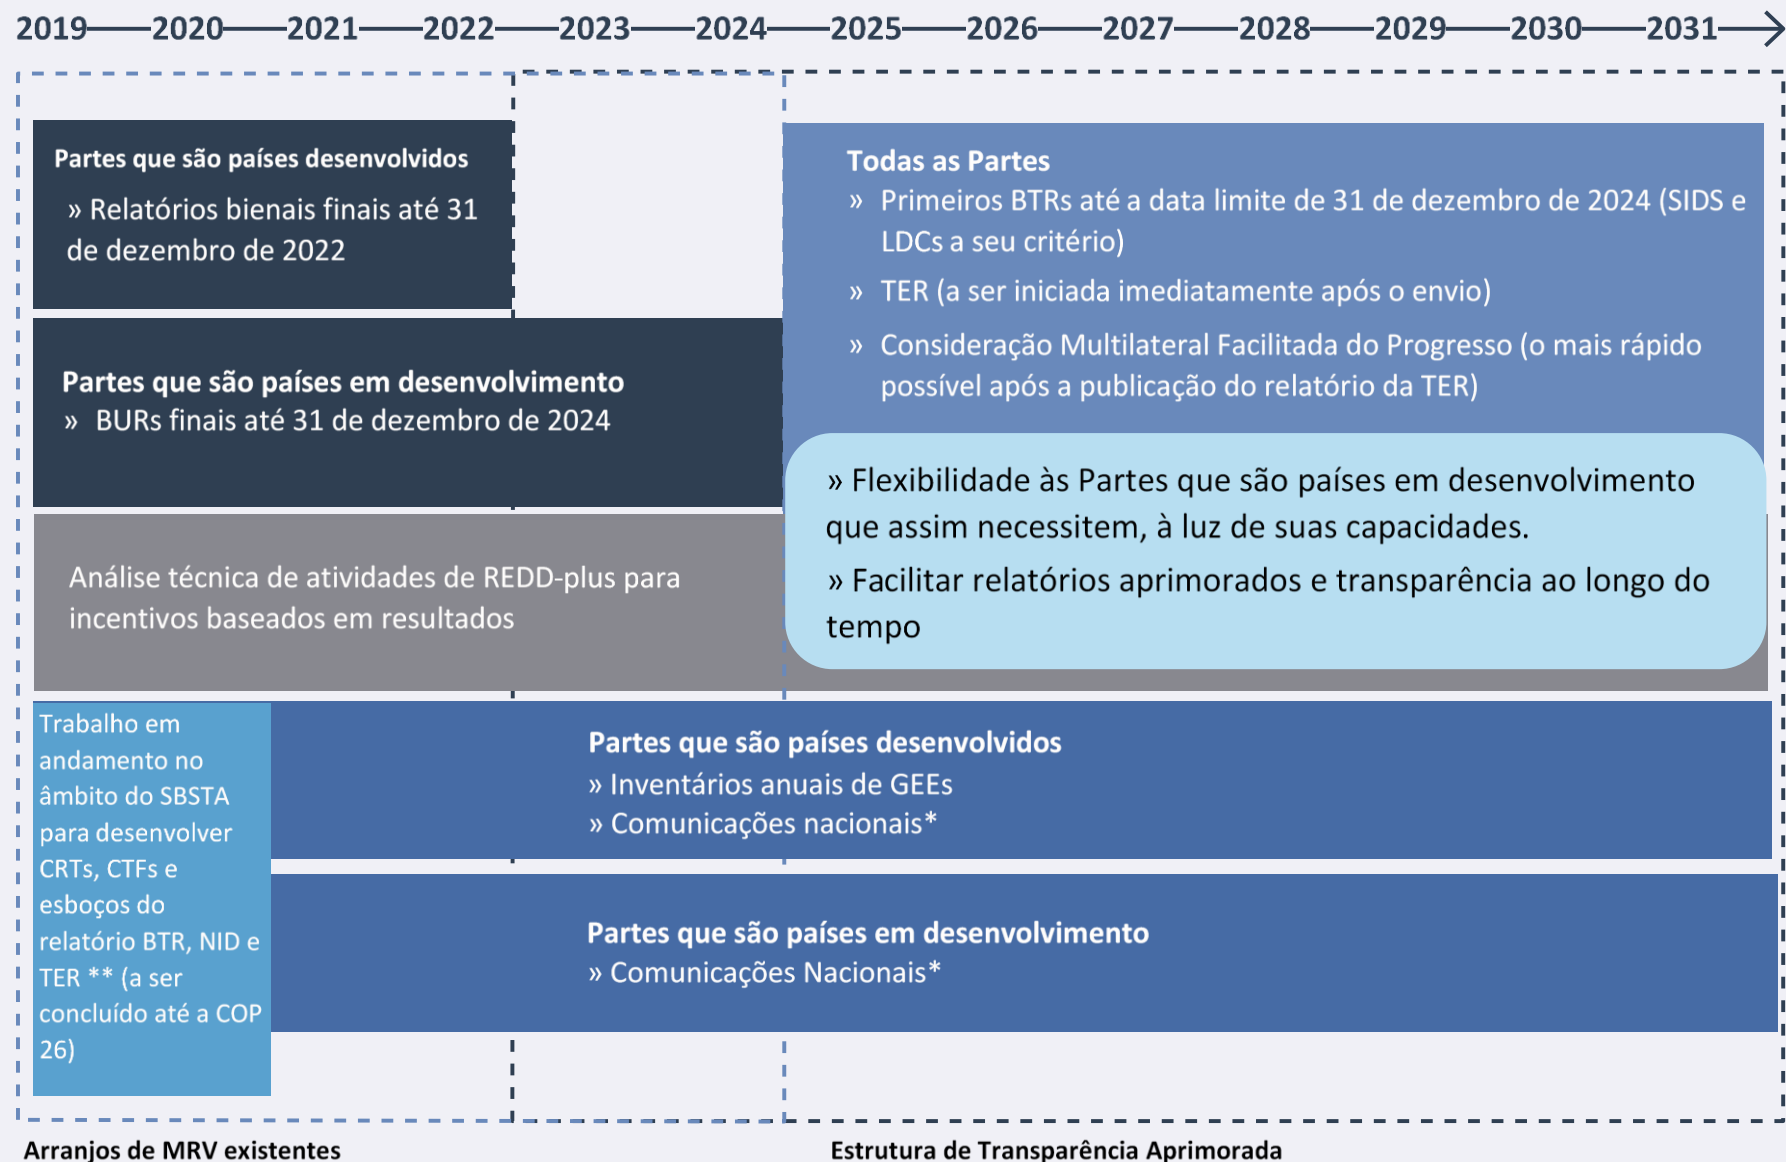 2019 2020 2021 2022 2023 2024 2025 2026 2027 2028 2029 2030 2031
Partes que são países desenvolvidos
» Relatórios bienais finais até 31
de dezembro de 2022
Partes que são países em desenvolvimento
» BURs finais até 31 de dezembro de 2024
Todas as Partes
» Primeiros BTRs até a data limite de 31 de dezembro de 2024 (SIDS e
LDCs a seu critério)
» TER (a ser iniciada imediatamente após o envio)
» Consideração Multilateral Facilitada do Progresso (o mais rápido
possível após a publicação do relatório da TER)
» Flexibilidade às Partes que são países em desenvolvimento
que assim necessitem, à luz de suas capacidades.
» Facilitar relatórios aprimorados e transparência ao longo do
tempo
Análise técnica de atividades de REDD-plus para
incentivos baseados em resultados
Trabalho em
andamento no
âmbito do SBSTA
para desenvolver
CRTs, CTFs e
esboços do
relatório BTR, NID e
TER ** (a ser
concluído até a COP
26)
Partes que são países desenvolvidos
» Inventários anuais de GEEs
» Comunicações nacionais*
Partes que são países em desenvolvimento
» Comunicações Nacionais*
Arranjos de MRV existentes
Estrutura de Transparência Aprimorada